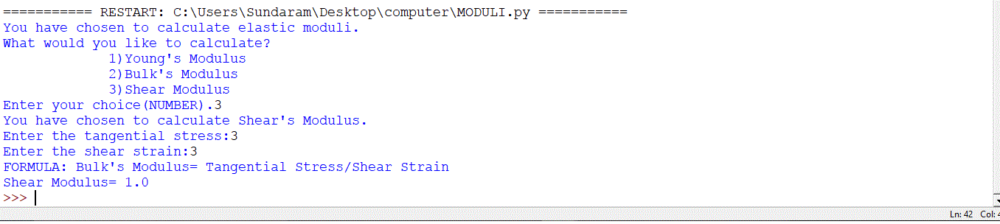 =========== RESTART: C:\Users\Sundaram\Desktop\computer\MODULI.py ===========
You have chosen to calculate elastic moduli.
What would you like to calculate?
             1)Young's Modulus
             2)Bulk's Modulus
             3)Shear Modulus
Enter your choice(NUMBER).3
You have chosen to calculate Shear's Modulus.
Enter the tangential stress:3
Enter the shear strain:3
FORMULA: Bulk's Modulus= Tangential Stress/Shear Strain
Shear Modulus= 1.0
>>>
Ln: 42 Col: